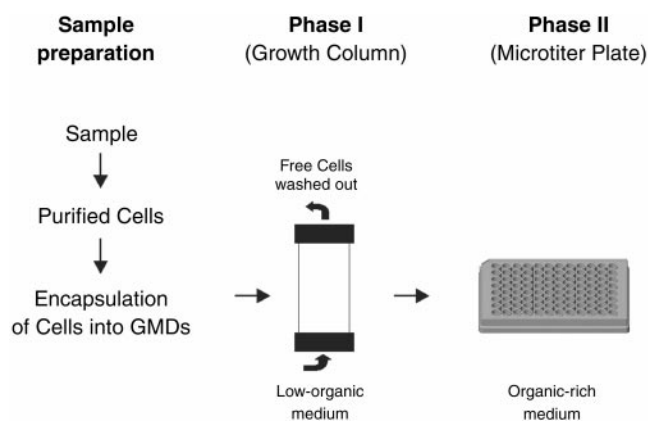 Sample
preparation
Phase I
(Growth Column)
Phase II
(Microtiter Plate)
Sample
Purified Cells
Encapsulation
of Cells into GMDs
Free Cells
washed out
Low-organic
medium
Organic-rich
medium